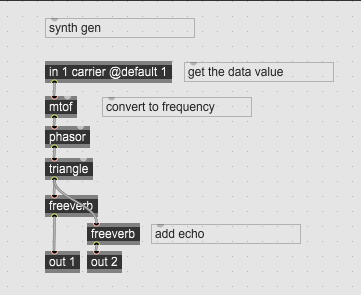 synth gen
in 1 carrier @default 1
get the data value
mtof
convert to frequency
phasor
triangle
freeverb
freeverb
add echo
out 1
out 2